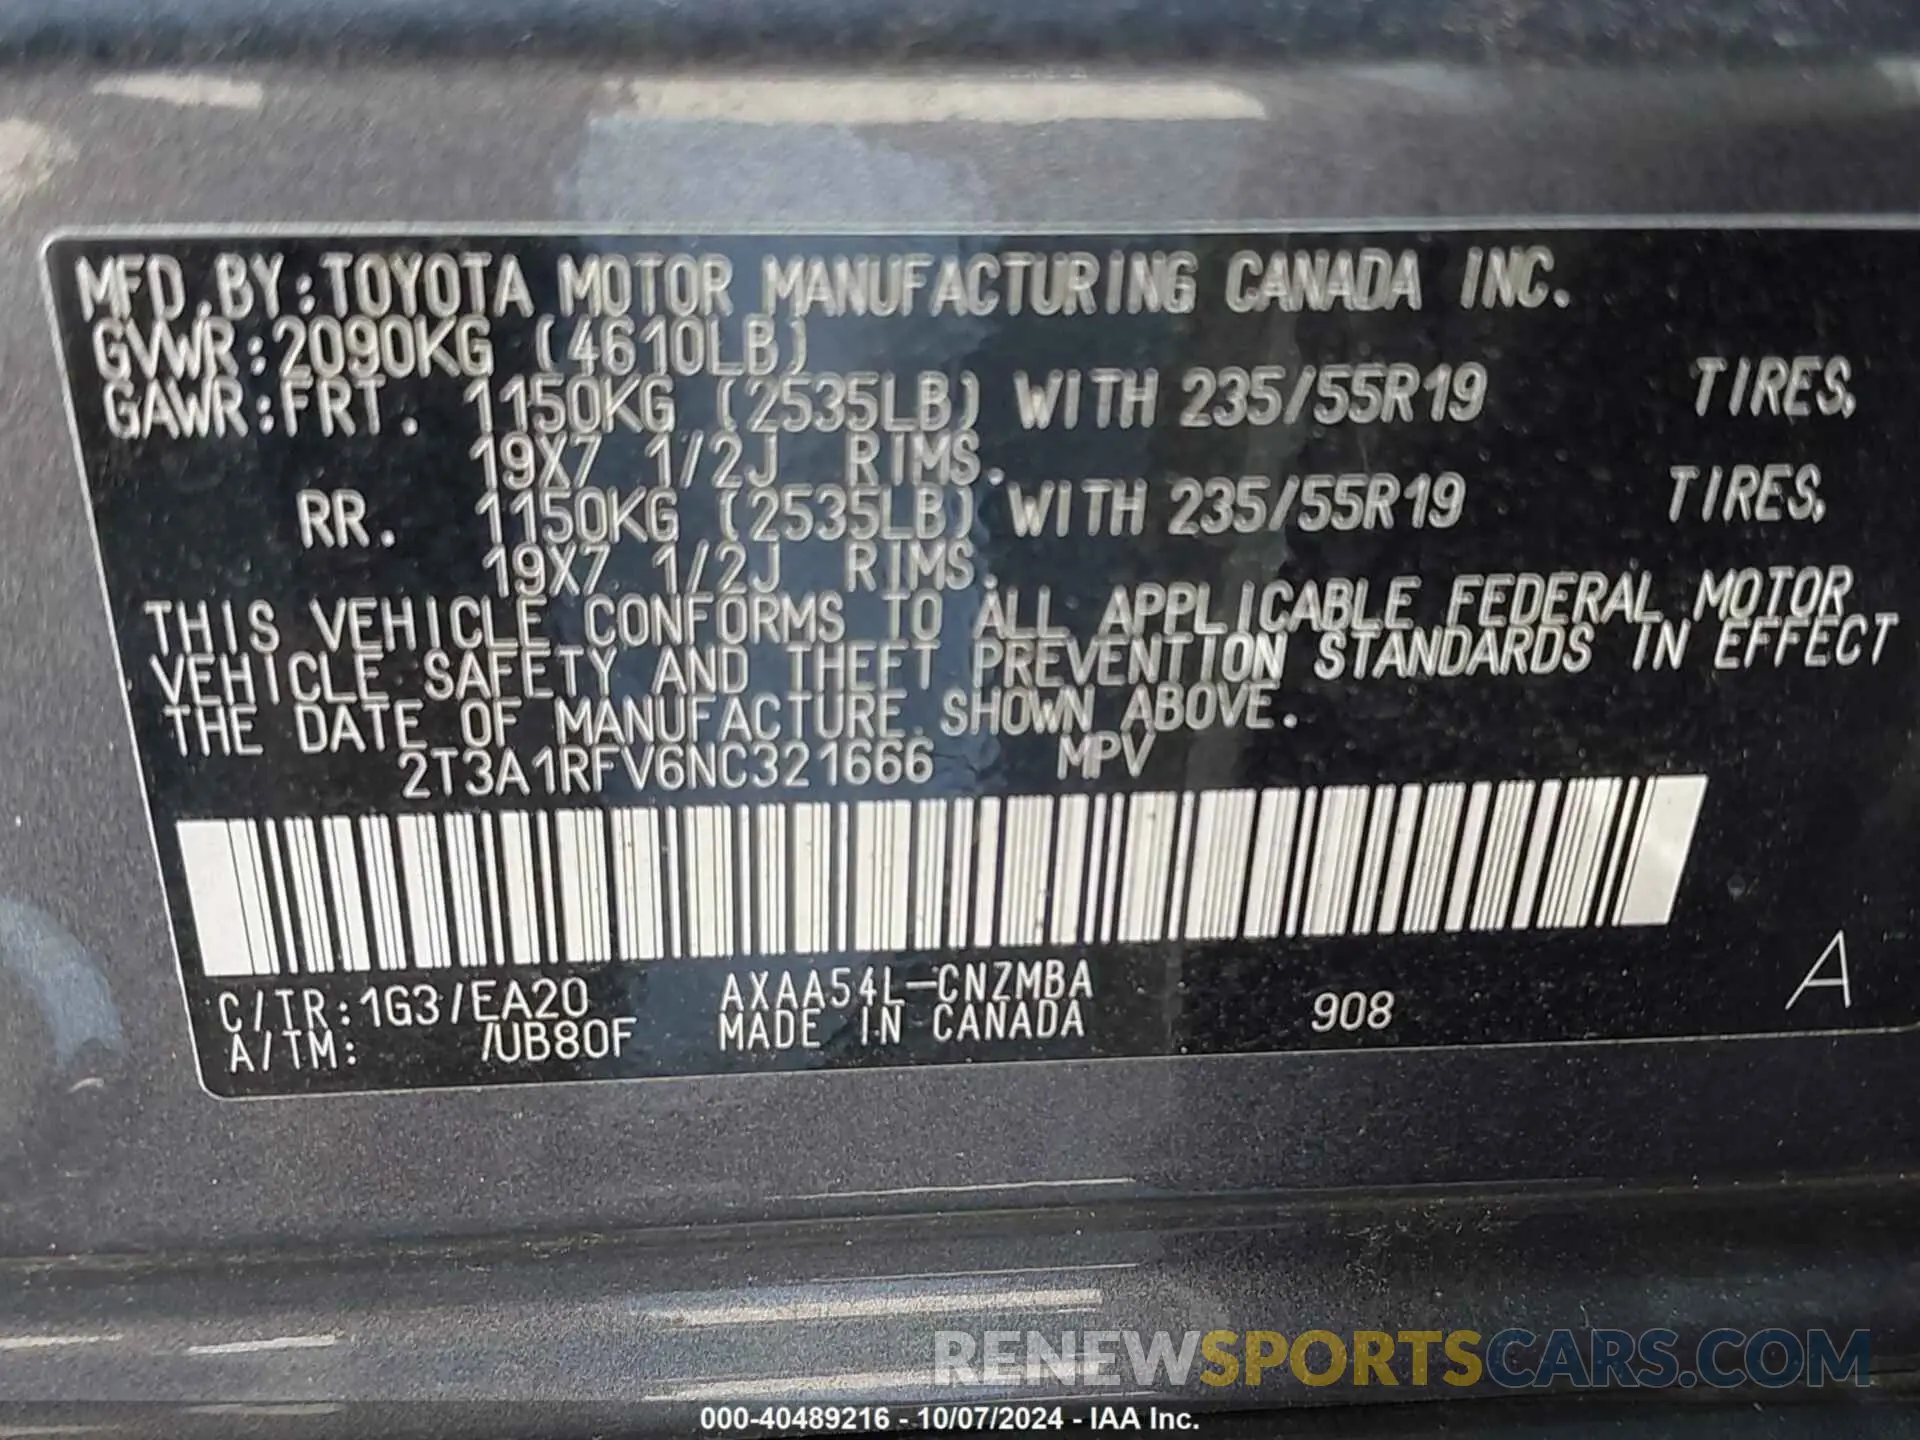 MFD.BY:TOYOTA MOTOR MANUFACTURING CANADA INC.
GVWR:2090KG (4610LB)
GAWR:FRT. 1150KG (2535LB) WITH 235/55R19 TIRES,
19X7 1/2J RIMS.
RR. 1150KG (2535LB) WITH 235/55R19 TIRES,
19X7 1/2J RIMS.
THIS VEHICLE CONFORMS TO ALL APPLICABLE FEDERAL MOTOR
VEHICLE SAFETY AND THEFT PREVENTION STANDARDS IN EFFECT
THE DATE OF MANUFACTURE SHOWN ABOVE.
2T3A1RFV6NC321666 MPV
C/TR:1G3/EA20 AXAA54L-CNZMBA
A/TM: /UB80F MADE IN CANADA 908 A
RENEWSPORTSCARS.COM
000-40489216 - 10/07/2024 - IAA Inc.